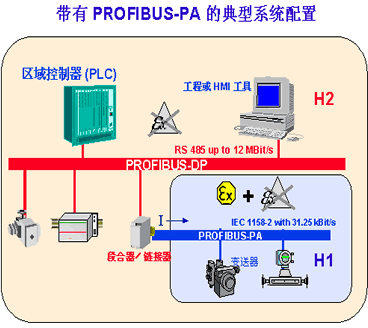 带有 PROFIBUS-PA 的典型系统配置
区域控制器 (PLC)
工程或 HMI 工具
H2
RS 485 up to 12 MBit/s
PROFIBUS-DP
Ex
+
I
IEC 1158-2 with 31.25 kBit/s
PROFIBUS-PA
段合器/链接器
变送器
H1